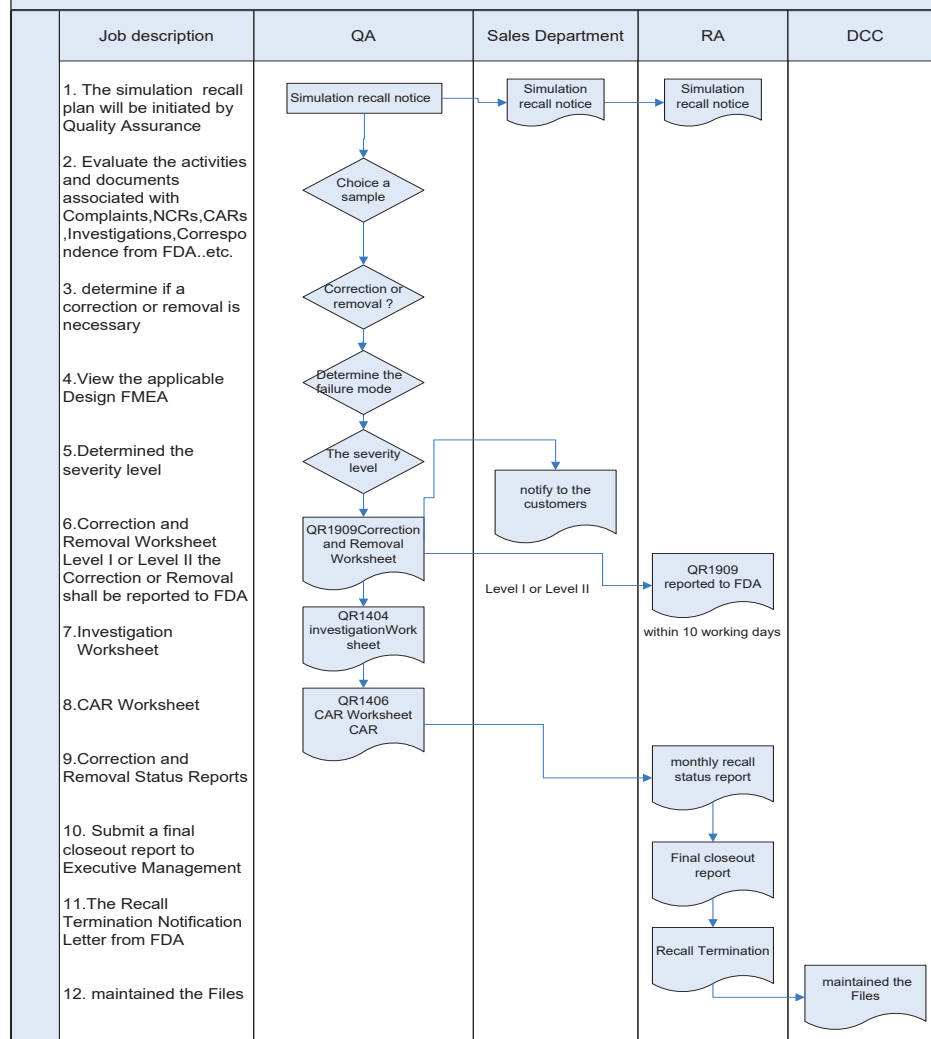 Job description
QA
Sales Department
RA
DCC
1. The simulation recall
plan will be initiated by
Quality Assurance
Simulation recall notice
Simulation
recall notice
Simulation
recall notice
2. Evaluate the activities
and documents
associated with
Complaints,NCRs,CARs
,Investigations,Correspo
ndence from FDA..etc.
Choice a
sample
3. determine if a
correction or removal is
necessary
Correction or
removal ?
4.View the applicable
Design FMEA
Determine the
failure mode
5.Determined the
severity level
The severity
level
notify to the
customers
6.Correction and
Removal Worksheet
Level I or Level II the
Correction or Removal
shall be reported to FDA
QR1909Correction
and Removal
Worksheet
Level I or Level II
QR1909
reported to FDA
within 10 working days
7.Investigation
Worksheet
QR1404
investigationWork
sheet
8.CAR Worksheet
QR1406
CAR Worksheet
CAR
9.Correction and
Removal Status Reports
monthly recall
status report
10. Submit a final
closeout report to
Executive Management
Final closeout
report
11.The Recall
Termination Notification
Letter from FDA
Recall Termination
12. maintained the Files
maintained the
Files